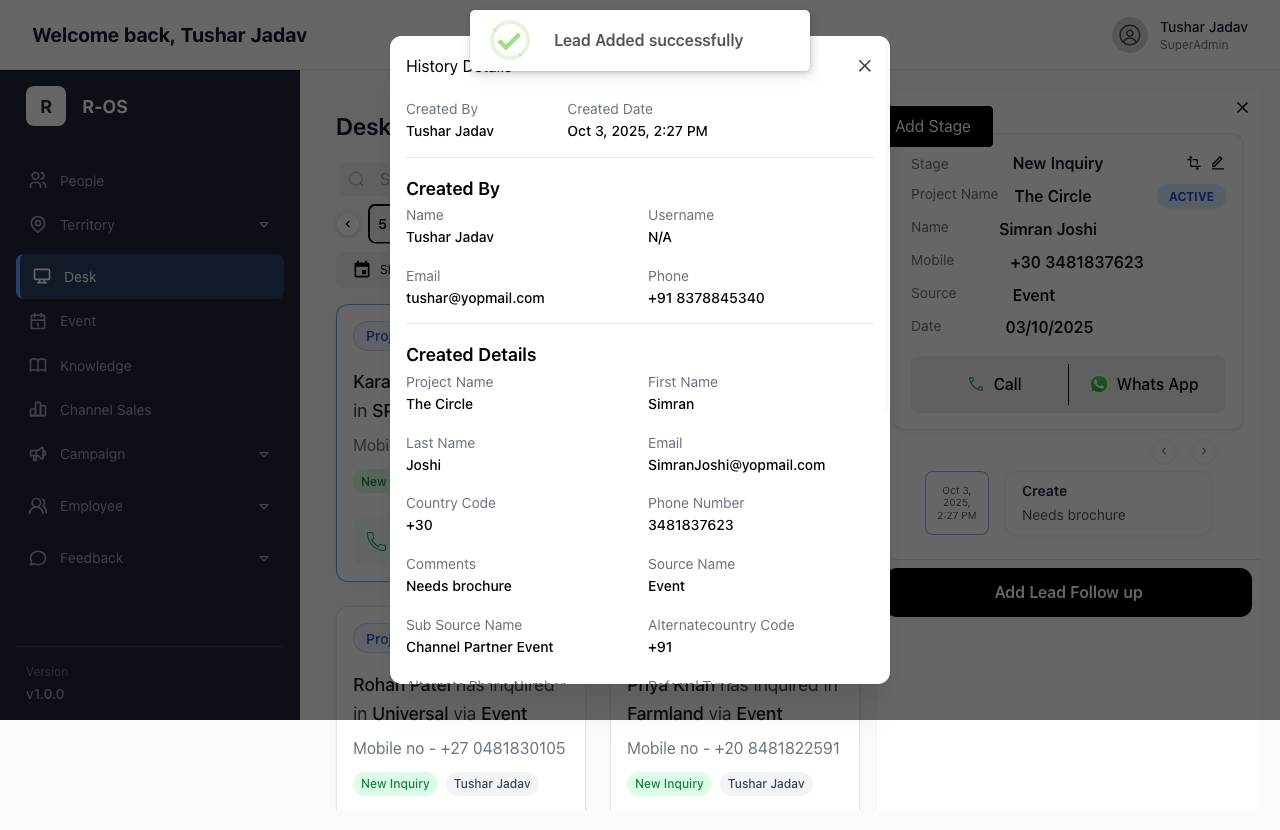 Welcome back, Tushar Jadav
Lead Added successfully
Tushar Jadav
SuperAdmin
R
R-OS
People
Territory
Desk
Event
Knowledge
Channel Sales
Campaign
Employee
Feedback
Version
v1.0.0
Desk
5
New
in
Mobi
History Details
Created By
Created Date
Tushar Jadav
Oct 3, 2025, 2:27 PM
Created By
Name
Username
Tushar Jadav
N/A
Email
Phone
tushar@yopmail.com
+91 8378845340
Created Details
Project Name
First Name
The Circle
Simran
Last Name
Email
Joshi
SimranJoshi@yopmail.com
Country Code
Phone Number
+30
3481837623
Comments
Source Name
Needs brochure
Event
Sub Source Name
Alternatecountry Code
Channel Partner Event
+91
Rohan Patel has inquired
in Universal via Event
Mobile no - +27 0481830105
New Inquiry
Tushar Jadav
Priya Khan has inquired in
Farmland via Event
Mobile no - +20 8481822591
New Inquiry
Tushar Jadav
Add Stage
Stage
New Inquiry
Project Name
The Circle
ACTIVE
Name
Simran Joshi
Mobile
+30 3481837623
Source
Event
Date
03/10/2025
Call
Whats App
Oct 3,
2025,
2:27 PM
Create
Needs brochure
Add Lead Follow up